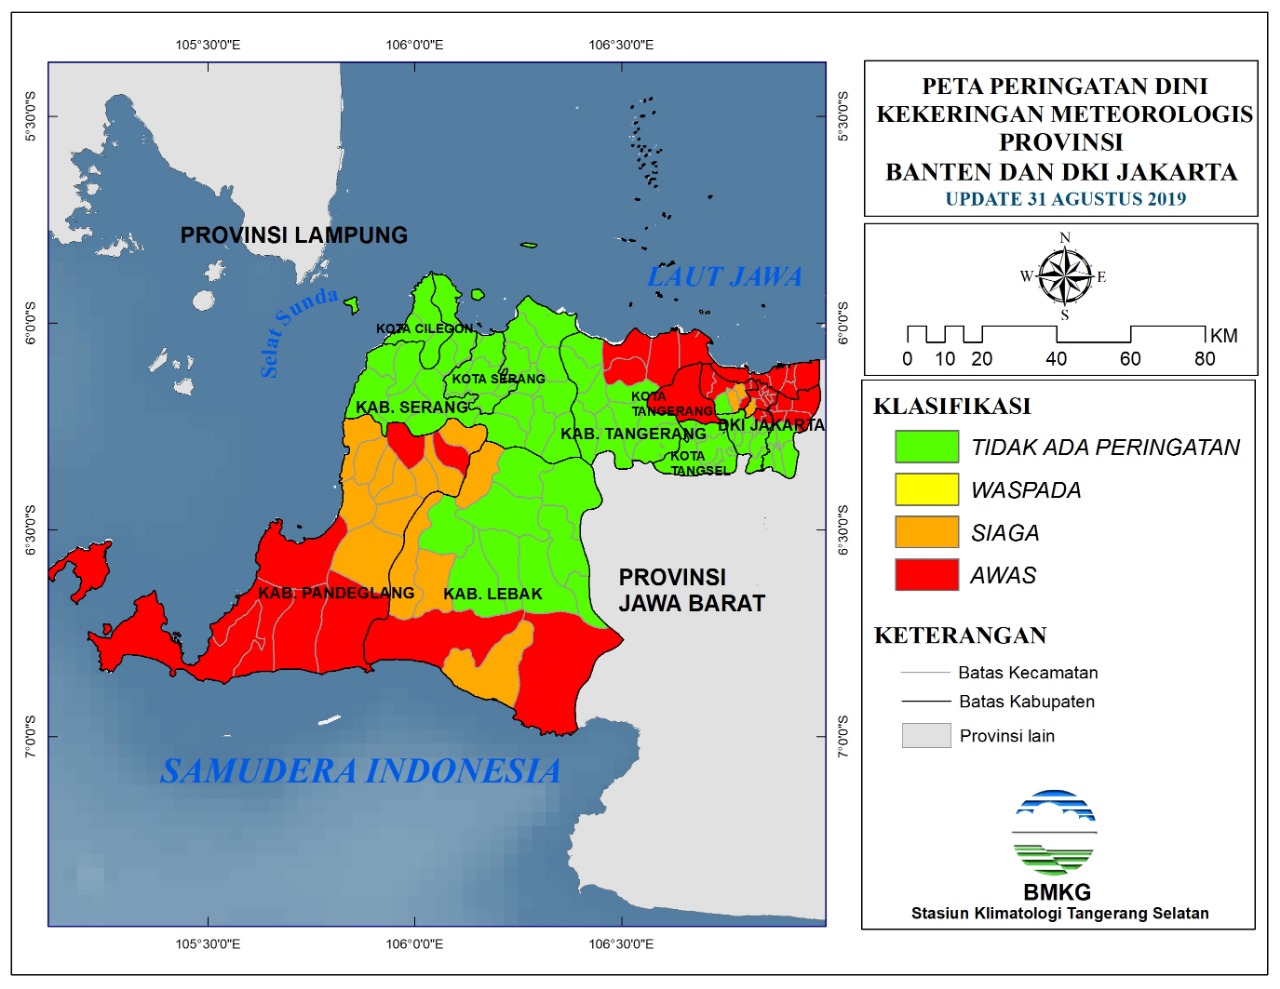 105°30'0"E
106°0'0"E
106°30'0"E
5°30'0"S
5°30'0"S
PROVINSI LAMPUNG
LAUT JAWA
Selat Sunda
6°0'0"S
6°0'0"S
KOTA CILEGON
KOTA SERANG
KAB. SERANG
KOTA
TANGERANG
DKI JAKARTA
KAB. TANGERANG
KOTA
TANGSEL
6°30'0"S
6°30'0"S
PROVINSI
JAWA BARAT
KAB. PANDEGLANG
KAB. LEBAK
7°0'0"S
7°0'0"S
SAMUDERA INDONESIA
105°30'0"E
106°0'0"E
106°30'0"E
PETA PERINGATAN DINI
KEKERINGAN METEOROLOGIS
PROVINSI
BANTEN DAN DKI JAKARTA
UPDATE 31 AGUSTUS 2019
N
W
E
S
KM
0 10 20 40 60 80
KLASIFIKASI
TIDAK ADA PERINGATAN
WASPADA
SIAGA
AWAS
KETERANGAN
Batas Kecamatan
Batas Kabupaten
Provinsi lain
BMKG
Stasiun Klimatologi Tangerang Selatan